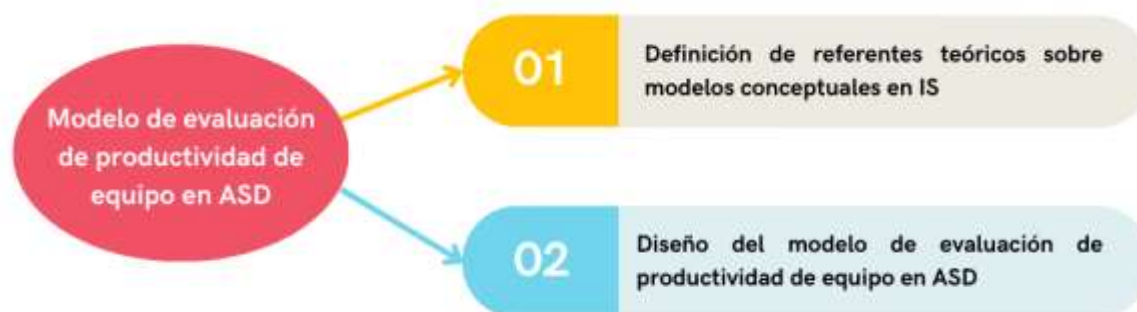 Modelo de evaluación
de productividad de
equipo en ASD
01
Definición de referentes teóricos sobre
modelos conceptuales en IS
02
Diseño del modelo de evaluación de
productividad de equipo en ASD